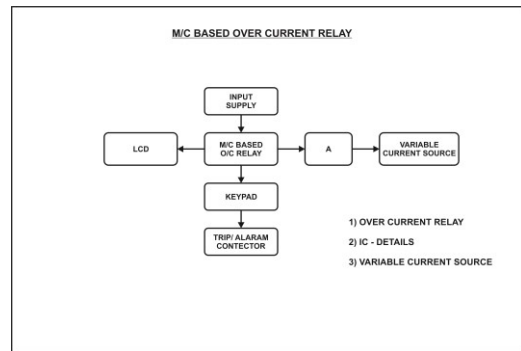 M/C BASED OVER CURRENT RELAY
INPUT
SUPPLY
LCD
M/C BASED
O/C RELAY
A
VARIABLE
CURRENT SOURCE
KEYPAD
TRIP/ ALARAM
CONTECTOR
1) OVER CURRENT RELAY
2) IC - DETAILS
3) VARIABLE CURRENT SOURCE